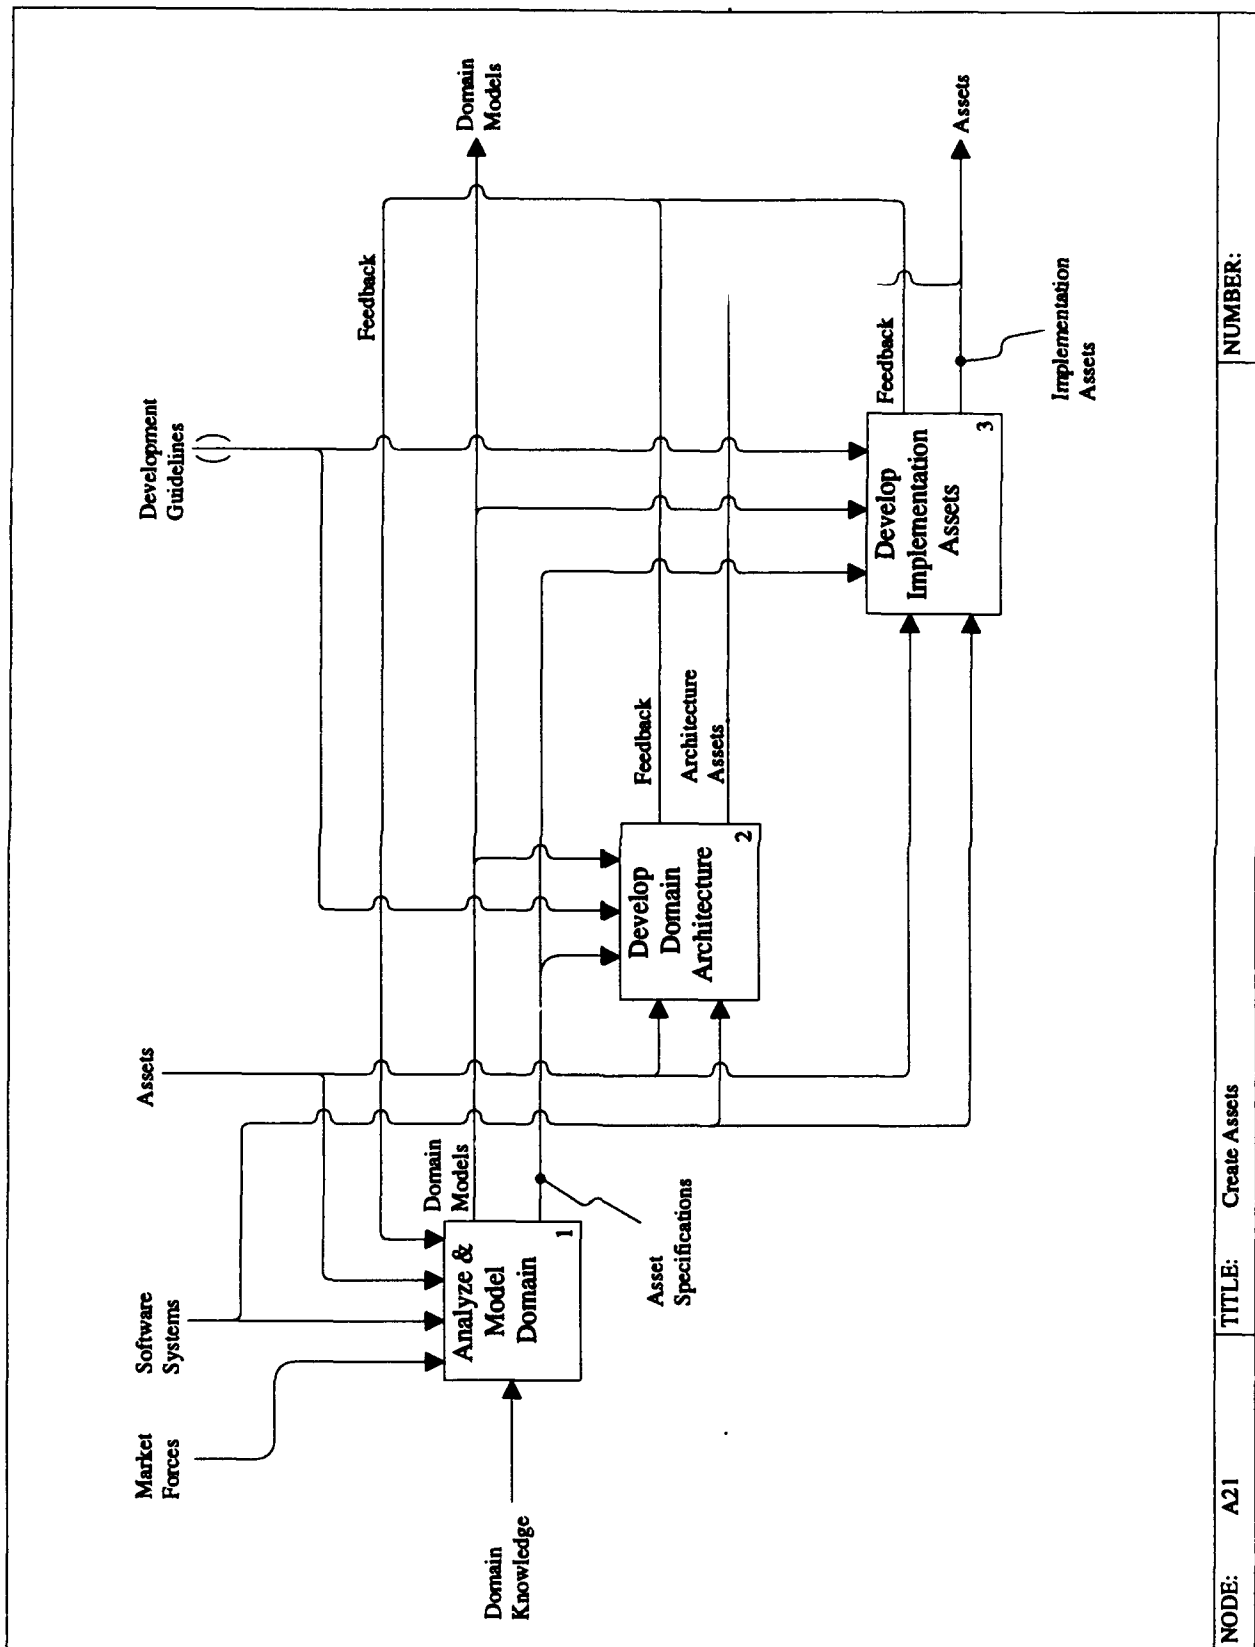 Market
Forces
Software
Systems
Assets
Development
Guidelines
Feedback
Domain
Models
Domain
Knowledge
Analyze &
Model
Domain
1
Domain
Models
Asset
Specifications
Develop
Domain
Architecture
2
Feedback
Architecture
Assets
Develop
Implementation
Assets
3
Feedback
Implementation
Assets
Assets
NODE: A21
TITLE: Create Assets
NUMBER: